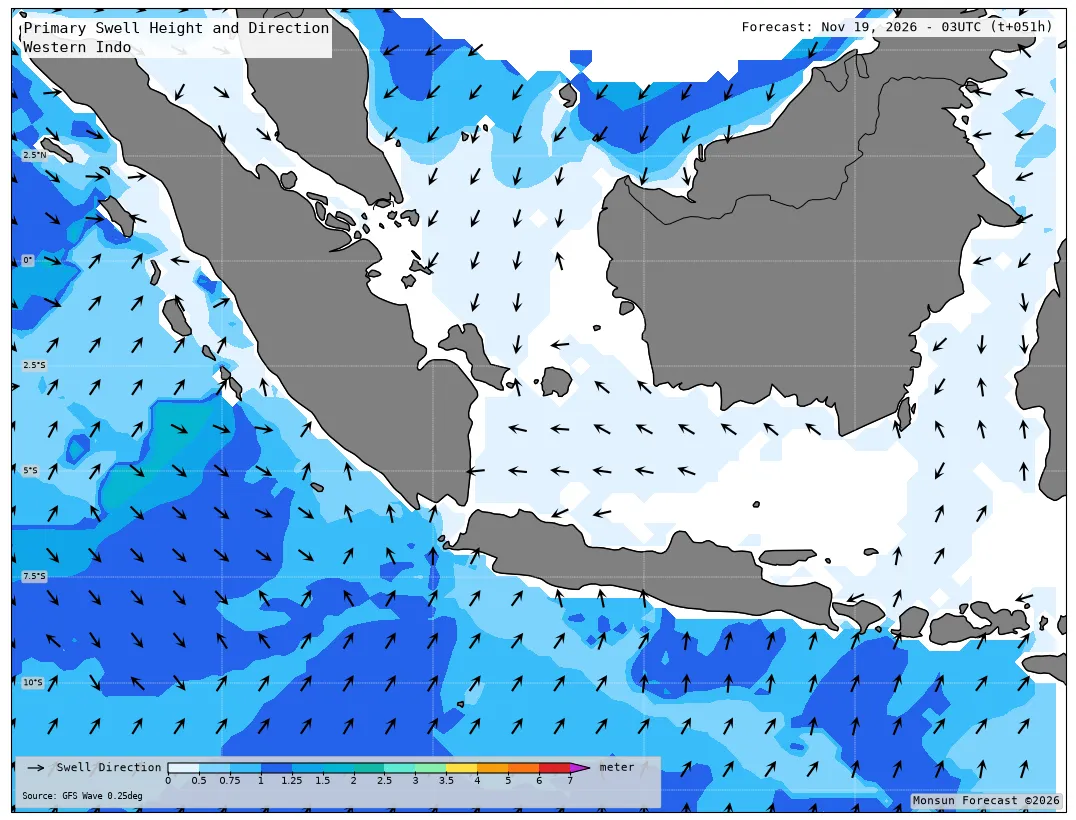 Primary Swell Height and Direction
Western Indo
Forecast: Nov 19, 2026 - 03UTC (t+051h)
2.5°N
0°
2.5°S
5°S
7.5°S
10°S
Swell Direction
0 0.5 0.75 1 1.25 1.5 2 2.5 3 3.5 4 5 6 7
meter
Source: GFS Wave 0.25deg
Monsun Forecast ©2026